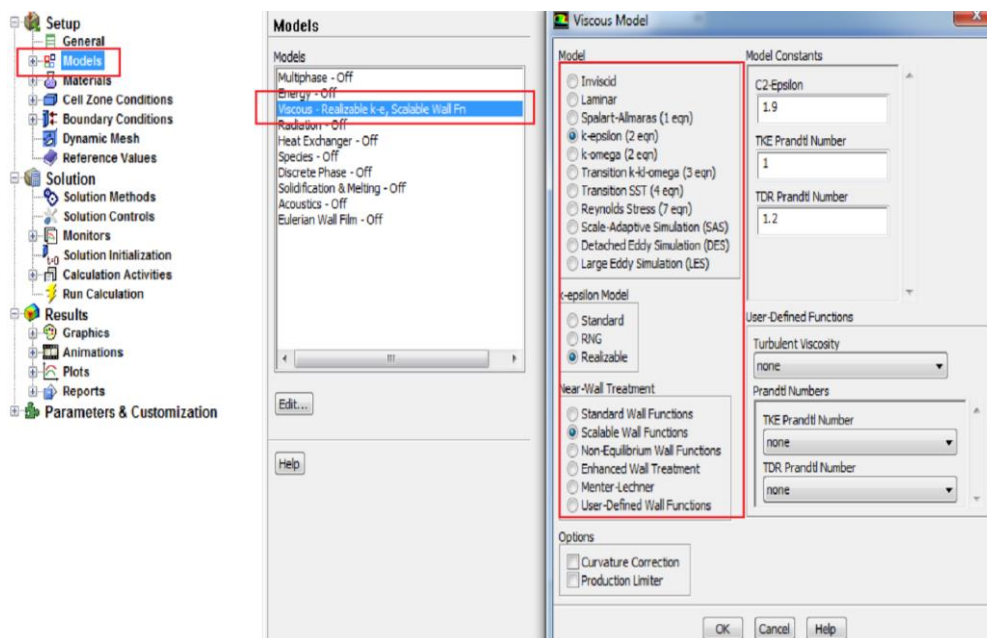 Setup
General
Models
Materials
Cell Zone Conditions
Boundary Conditions
Dynamic Mesh
Reference Values
Solution
Solution Methods
Solution Controls
Monitors
Solution Initialization
Calculation Activities
Run Calculation
Results
Graphics
Animations
Plots
Reports
Parameters & Customization
Models
Models
Multiphase - Off
Energy - Off
Viscous - Realizable k-e, Scalable Wall Fn
Radiation - Off
Heat Exchanger - Off
Species - Off
Discrete Phase - Off
Solidification & Melting - Off
Acoustics - Off
Eulerian Wall Film - Off
Edit...
Help
Viscous Model
Model
Inviscid
Laminar
Spalart-Allmaras (1 eqn)
k-epsilon (2 eqn)
k-omega (2 eqn)
Transition k-kl-omega (3 eqn)
Transition SST (4 eqn)
Reynolds Stress (7 eqn)
Scale-Adaptive Simulation (SAS)
Detached Eddy Simulation (DES)
Large Eddy Simulation (LES)
k-epsilon Model
Standard
RNG
Realizable
Near-Wall Treatment
Standard Wall Functions
Scalable Wall Functions
Non-Equilibrium Wall Functions
Enhanced Wall Treatment
Menter-Lechner
User-Defined Wall Functions
Options
Curvature Correction
Production Limiter
Model Constants
C2-Epsilon
1.9
TKE Prandtl Number
1
TDR Prandtl Number
1.2
User-Defined Functions
Turbulent Viscosity
none
Prandtl Numbers
TKE Prandtl Number
none
TDR Prandtl Number
none
OK
Cancel
Help